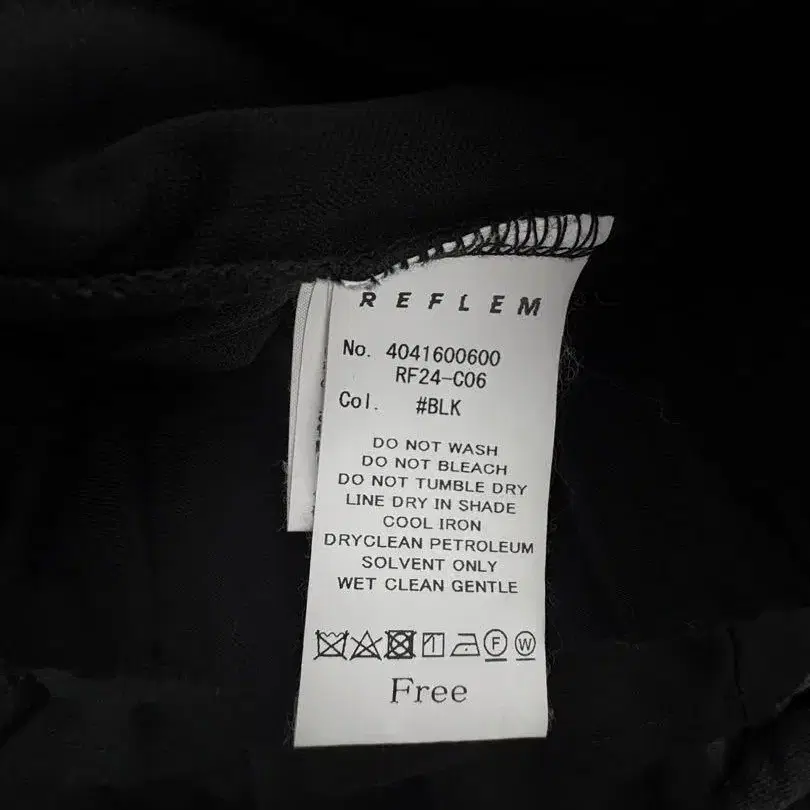 REFLEM
No. 4041600600
RF24-C06
Col. #BLK
DO NOT WASH
DO NOT BLEACH
DO NOT TUMBLE DRY
LINE DRY IN SHADE
COOL IRON
DRYCLEAN PETROLEUM
SOLVENT ONLY
WET CLEAN GENTLE
F W
Free